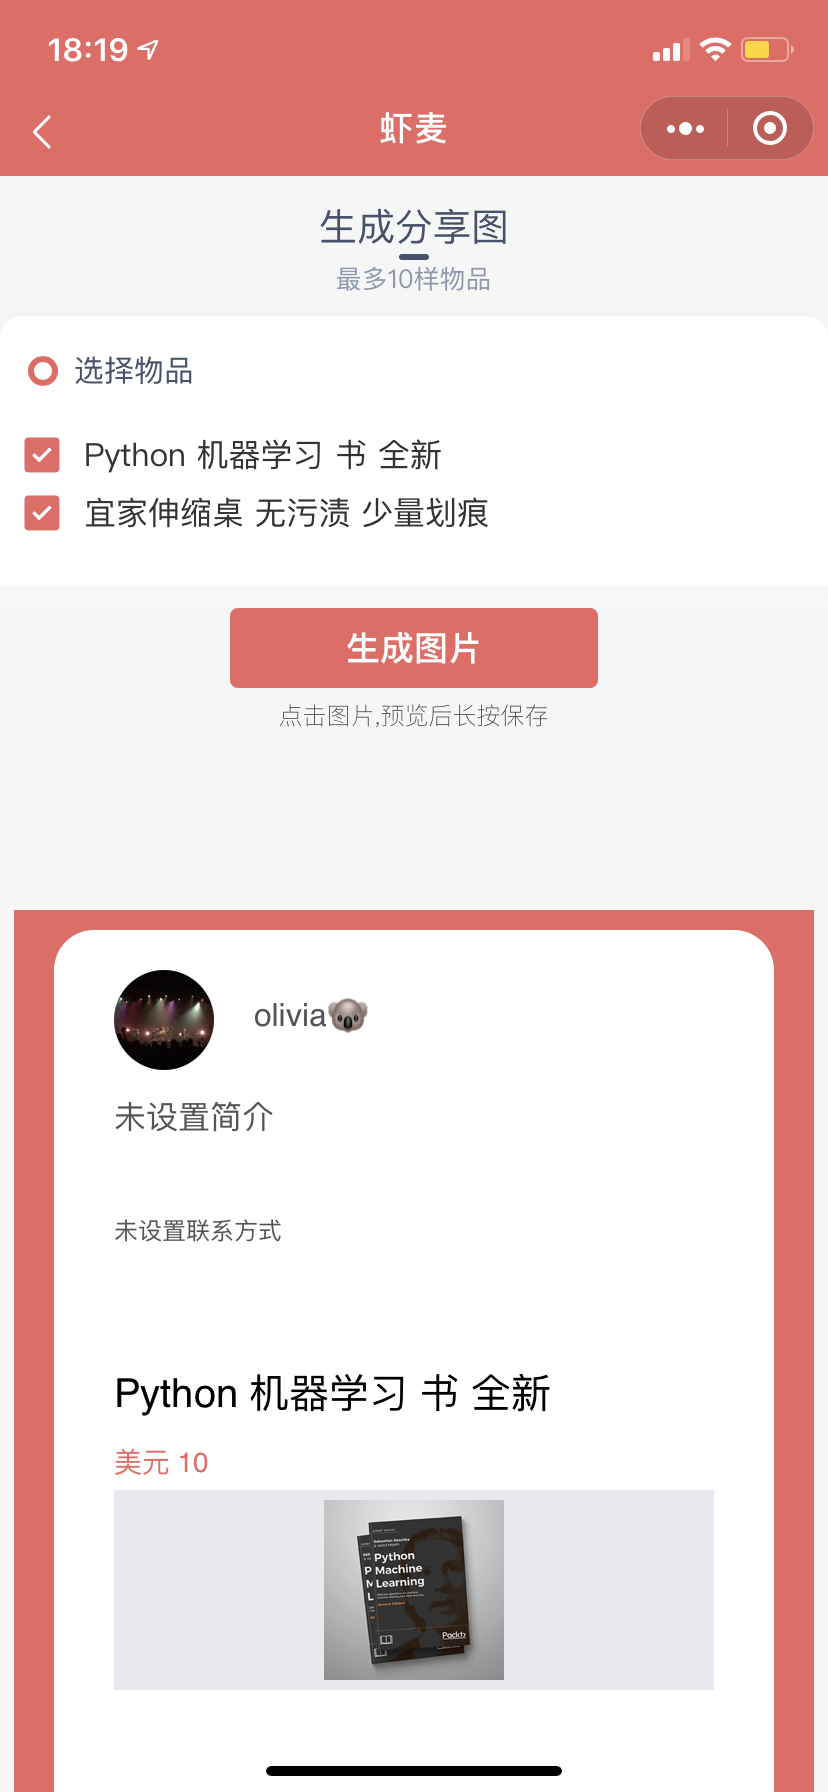 18:19
虾麦
生成分享图
最多10样物品
选择物品
Python 机器学习 书 全新
宜家伸缩桌 无污渍 少量划痕
生成图片
点击图片,预览后长按保存
olivia🐨
未设置简介
未设置联系方式
Python 机器学习 书 全新
美元 10
Python
Machine
Learning
Packt>